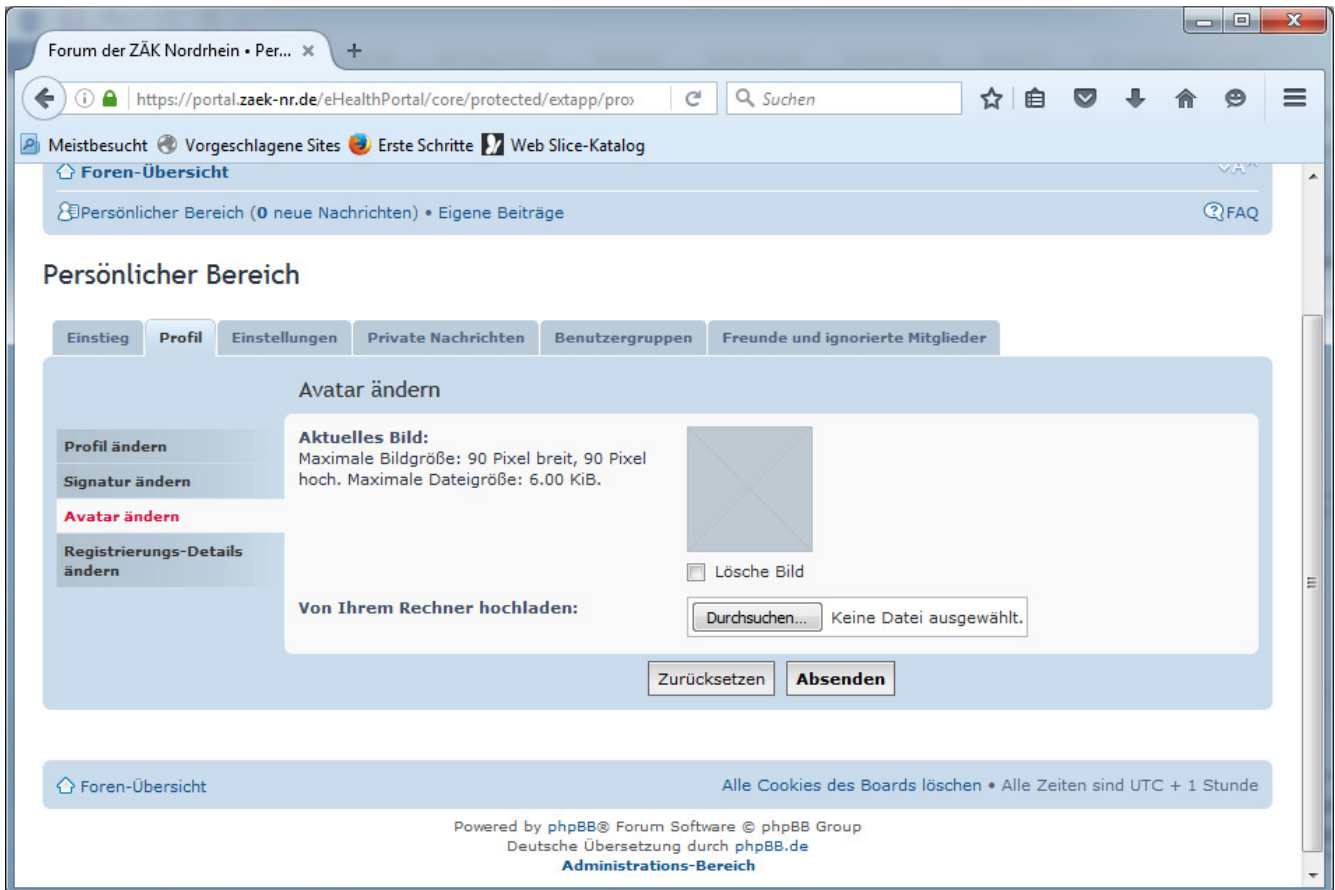 Forum der ZÄK Nordrhein • Per...
https://portal.zaek-nr.de/eHealthPortal/core/protected/extapp/prox
Suchen
Meistbesucht Vorgeschlagene Sites Erste Schritte Web Slice-Katalog
Foren-Übersicht
Persönlicher Bereich (0 neue Nachrichten) • Eigene Beiträge
FAQ
Persönlicher Bereich
Einstieg Profil Einstellungen Private Nachrichten Benutzergruppen Freunde und ignorierte Mitglieder
Avatar ändern
Profil ändern
Signatur ändern
Avatar ändern
Registrierungs-Details
ändern
Aktuelles Bild:
Maximale Bildgröße: 90 Pixel breit, 90 Pixel
hoch. Maximale Dateigröße: 6.00 KiB.
Lösche Bild
Von Ihrem Rechner hochladen:
Durchsuchen... Keine Datei ausgewählt.
Zurücksetzen Absenden
Foren-Übersicht
Alle Cookies des Boards löschen • Alle Zeiten sind UTC + 1 Stunde
Powered by phpBB® Forum Software © phpBB Group
Deutsche Übersetzung durch phpBB.de
Administrations-Bereich